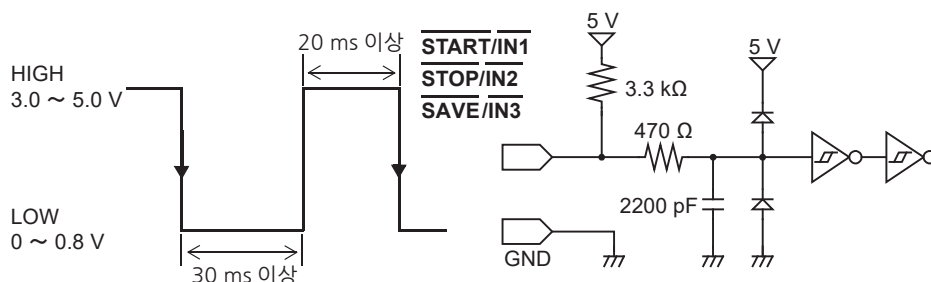 20 ms 이상
HIGH
3.0 ~ 5.0 V
LOW
0 ~ 0.8 V
30 ms 이상
START/IN1
STOP/IN2
SAVE/IN3
5 V
3.3 kΩ
470 Ω
2200 pF
5 V
GND